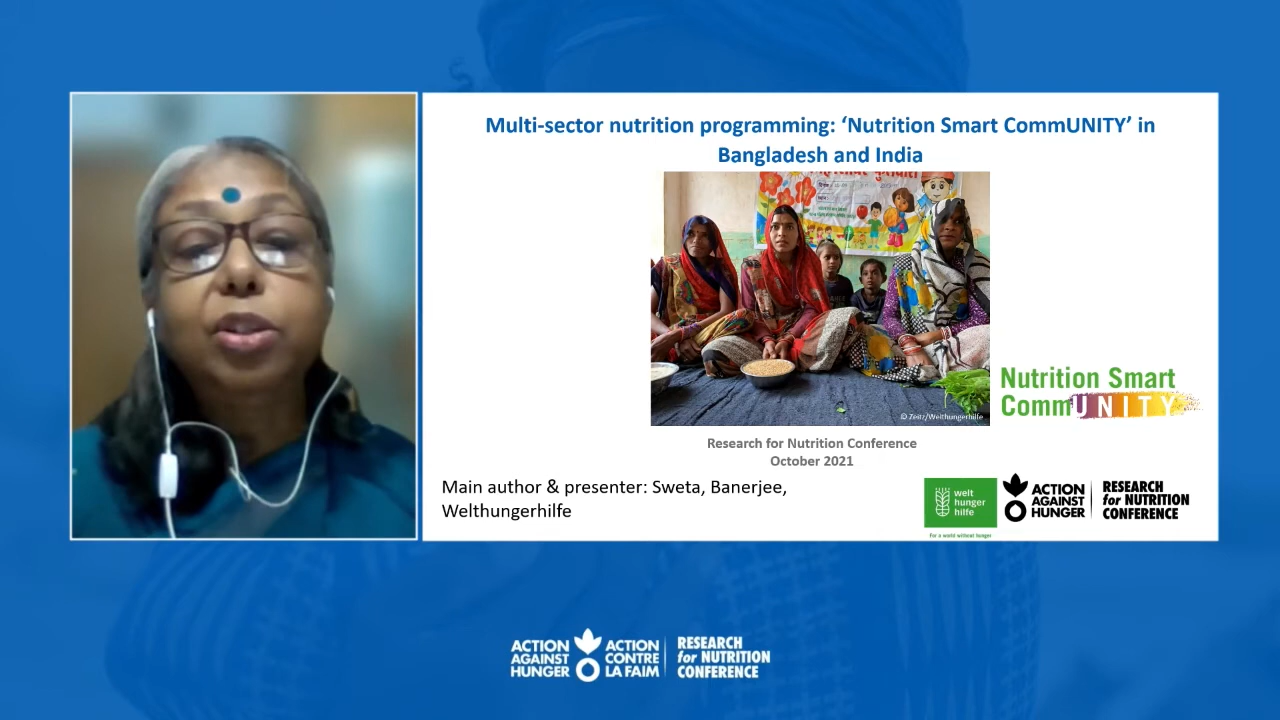 Multi-sector nutrition programming: ‘Nutrition Smart CommUNITY’ in
Bangladesh and India
© Zeitz/Welthungerhilfe
Nutrition Smart
CommUNITY
Research for Nutrition Conference
October 2021
Main author & presenter: Sweta, Banerjee,
Welthungerhilfe
welt
hunger
hilfe
For a world without hunger
ACTION
AGAINST
HUNGER
RESEARCH
for NUTRITION
CONFERENCE
ACTION
AGAINST
HUNGER
ACTION
CONTRE
LA FAIM
RESEARCH
for NUTRITION
CONFERENCE